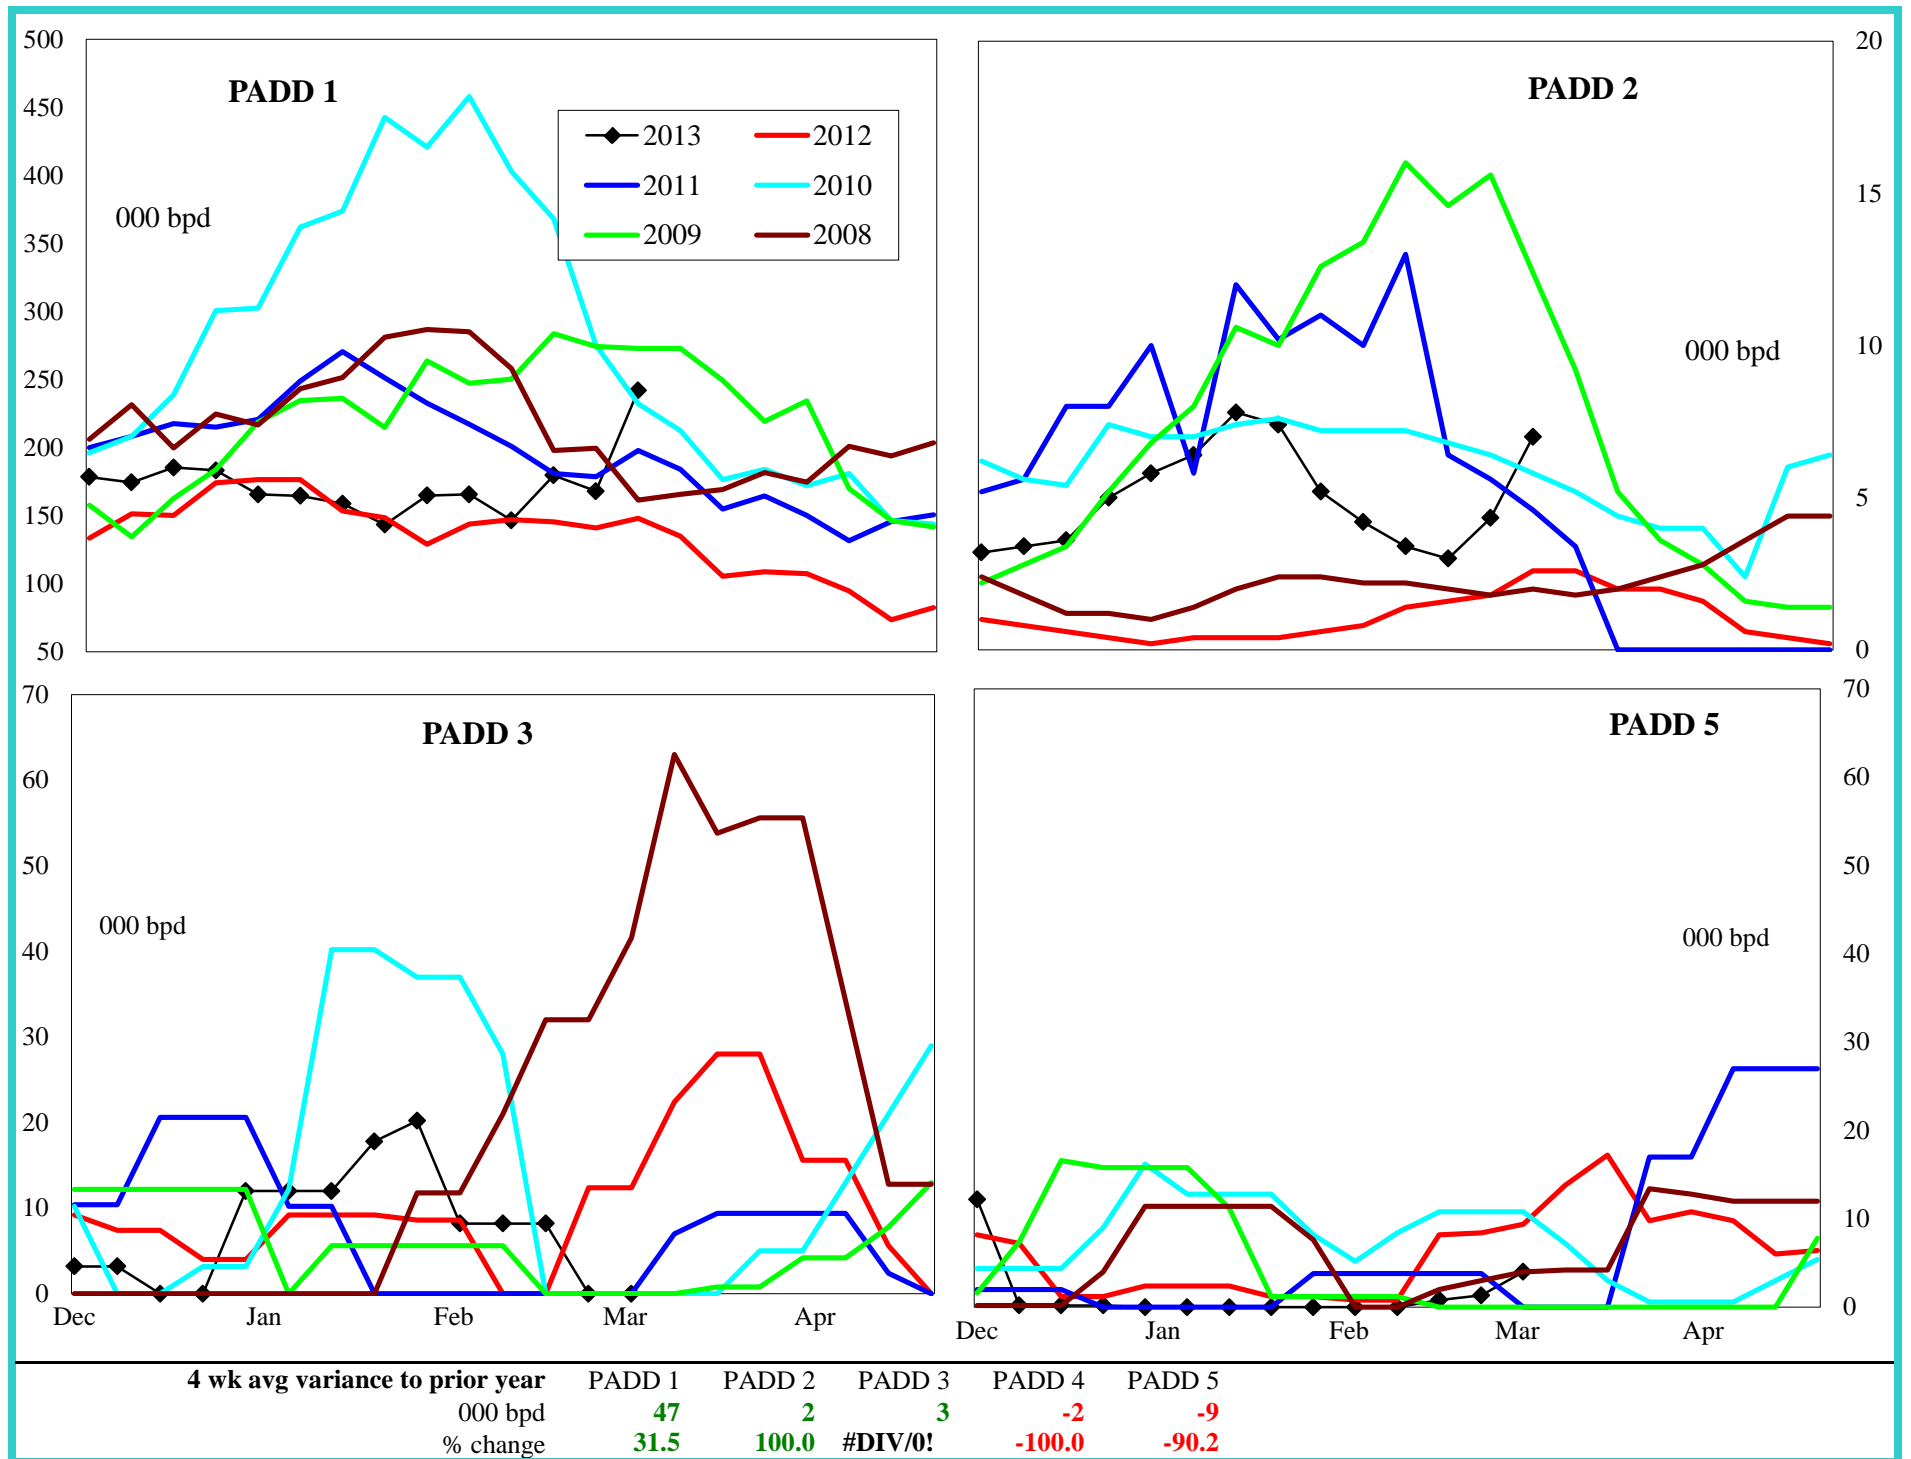 PADD 1
500
450
400
350
300
250
200
150
100
50
000 bpd
2013 2012
2011 2010
2009 2008
PADD 2
20
15
10
5
0
000 bpd
PADD 3
70
60
50
40
30
20
10
0
000 bpd
Dec Jan Feb Mar Apr
PADD 5
70
60
50
40
30
20
10
0
000 bpd
Dec Jan Feb Mar Apr
4 wk avg variance to prior year PADD 1 PADD 2 PADD 3 PADD 4 PADD 5
000 bpd 47 2 3 -2 -9
% change 31.5 100.0 #DIV/0! -100.0 -90.2